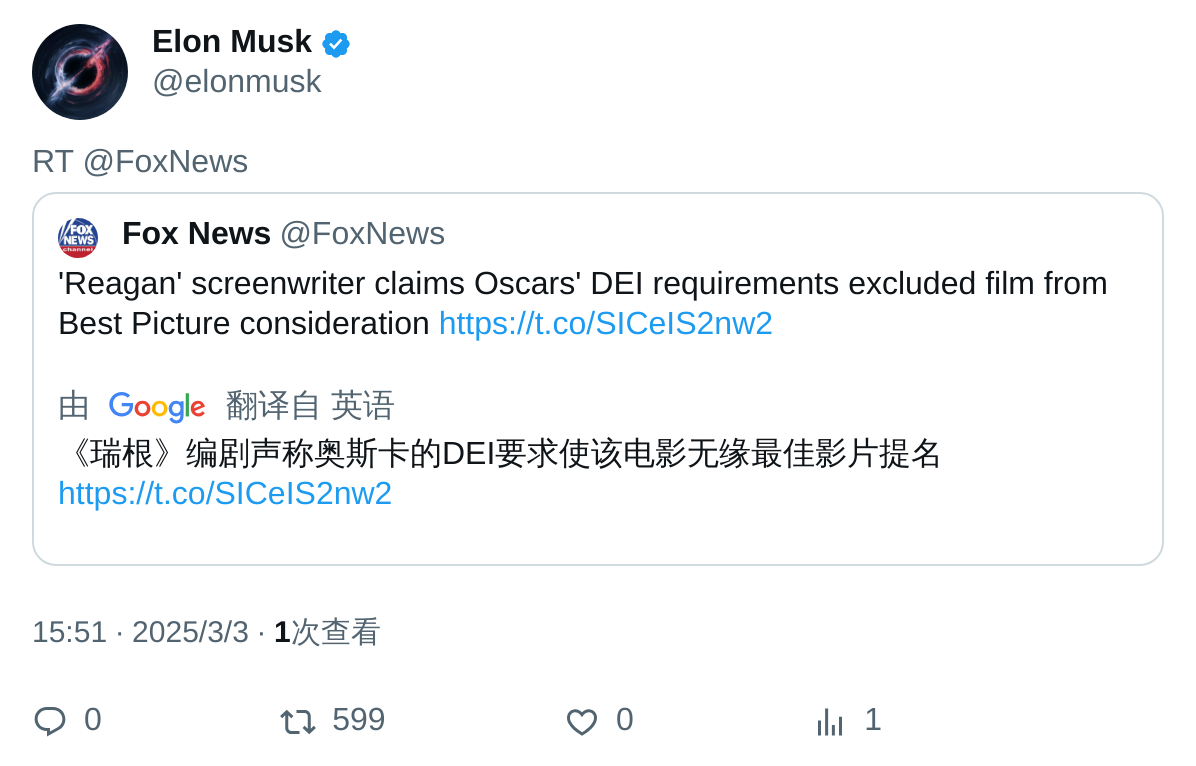 Elon Musk
@elonmusk
RT @FoxNews
FOX NEWS channel
Fox News @FoxNews
'Reagan' screenwriter claims Oscars' DEI requirements excluded film from
Best Picture consideration https://t.co/SICeIS2nw2
由 Google 翻译自 英语
《瑞根》编剧声称奥斯卡的DEI要求使该电影无缘最佳影片提名
https://t.co/SICeIS2nw2
15:51 · 2025/3/3 · 1次查看
0 599 0 1